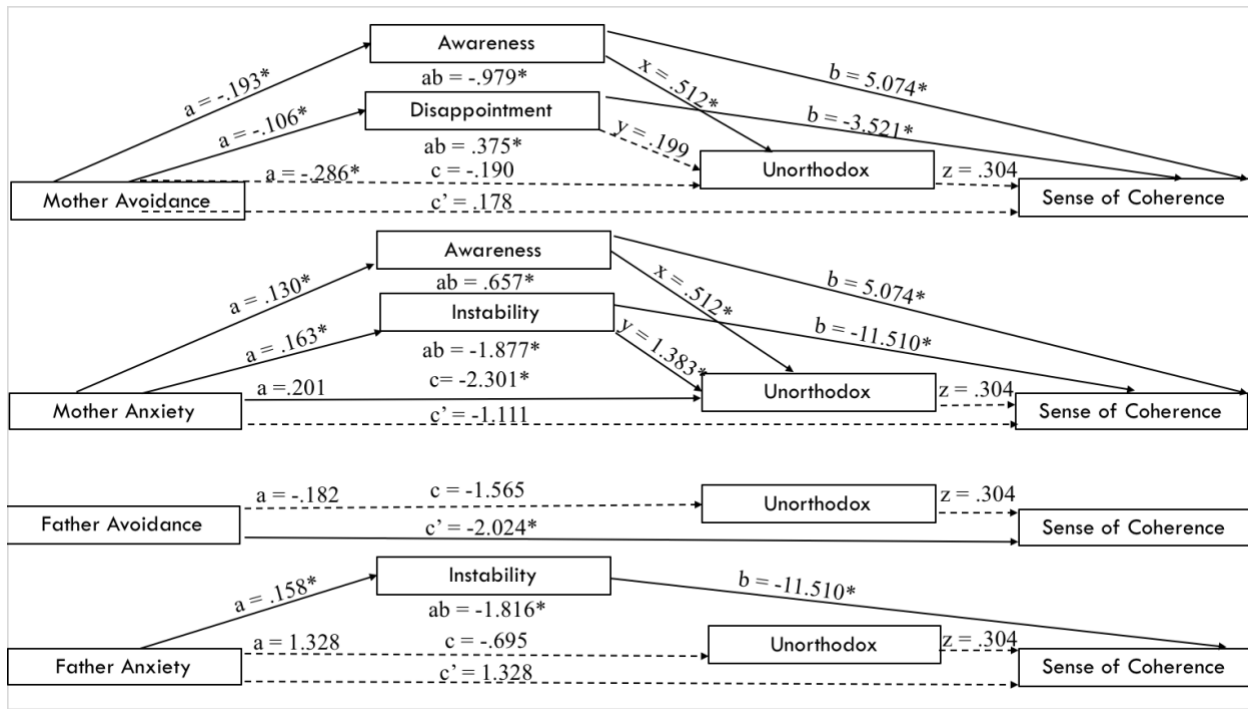 Awareness
a = -.193*
ab = -.979*
x = .512*
b = 5.074*
Disappointment
a = -.106*
ab = .375*
y = .199
b = -3.521*
Unorthodox
a = -.286*
c = -.190
z = .304
Mother Avoidance
c’ = .178
Sense of Coherence
Awareness
a = .130*
ab = .657*
x = .512*
b = 5.074*
Instability
a = .163*
ab = -1.877*
y = 1.383*
b = -11.510*
Unorthodox
a =.201
c= -2.301*
z = .304
Mother Anxiety
c’ = -1.111
Sense of Coherence
a = -.182
c = -1.565
Unorthodox
z = .304
Father Avoidance
c’ = -2.024*
Sense of Coherence
Instability
a = .158*
ab = -1.816*
b = -11.510*
a = 1.328
c = -.695
Unorthodox
z = .304
Father Anxiety
c’ = 1.328
Sense of Coherence